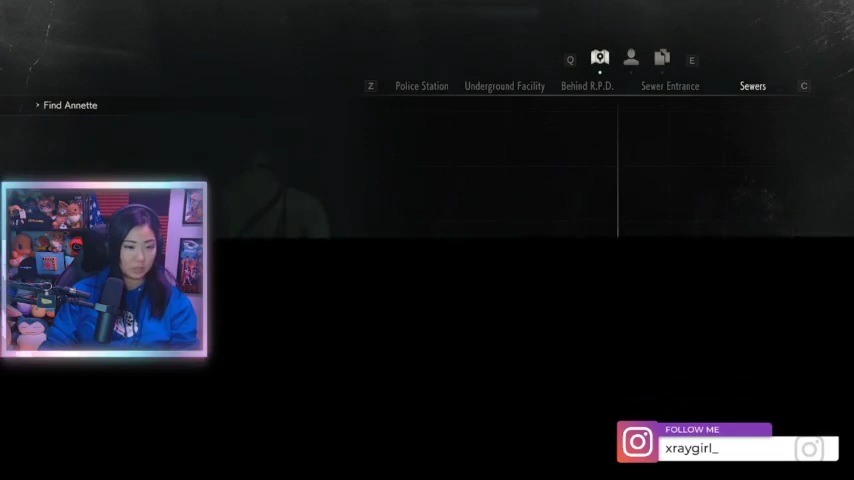 Q E
Z Police Station Underground Facility Behind R.P.D. Sewer Entrance Sewers C
› Find Annette
FOLLOW ME
xraygirl_